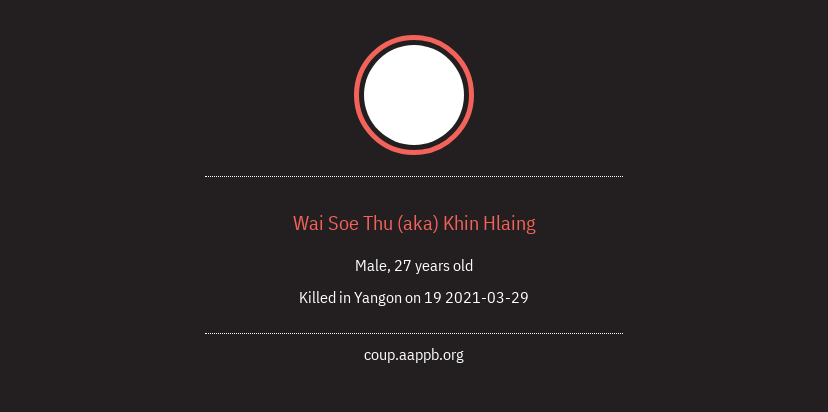 Wai Soe Thu (aka) Khin Hlaing
Male, 27 years old
Killed in Yangon on 19 2021-03-29
coup.aappb.org